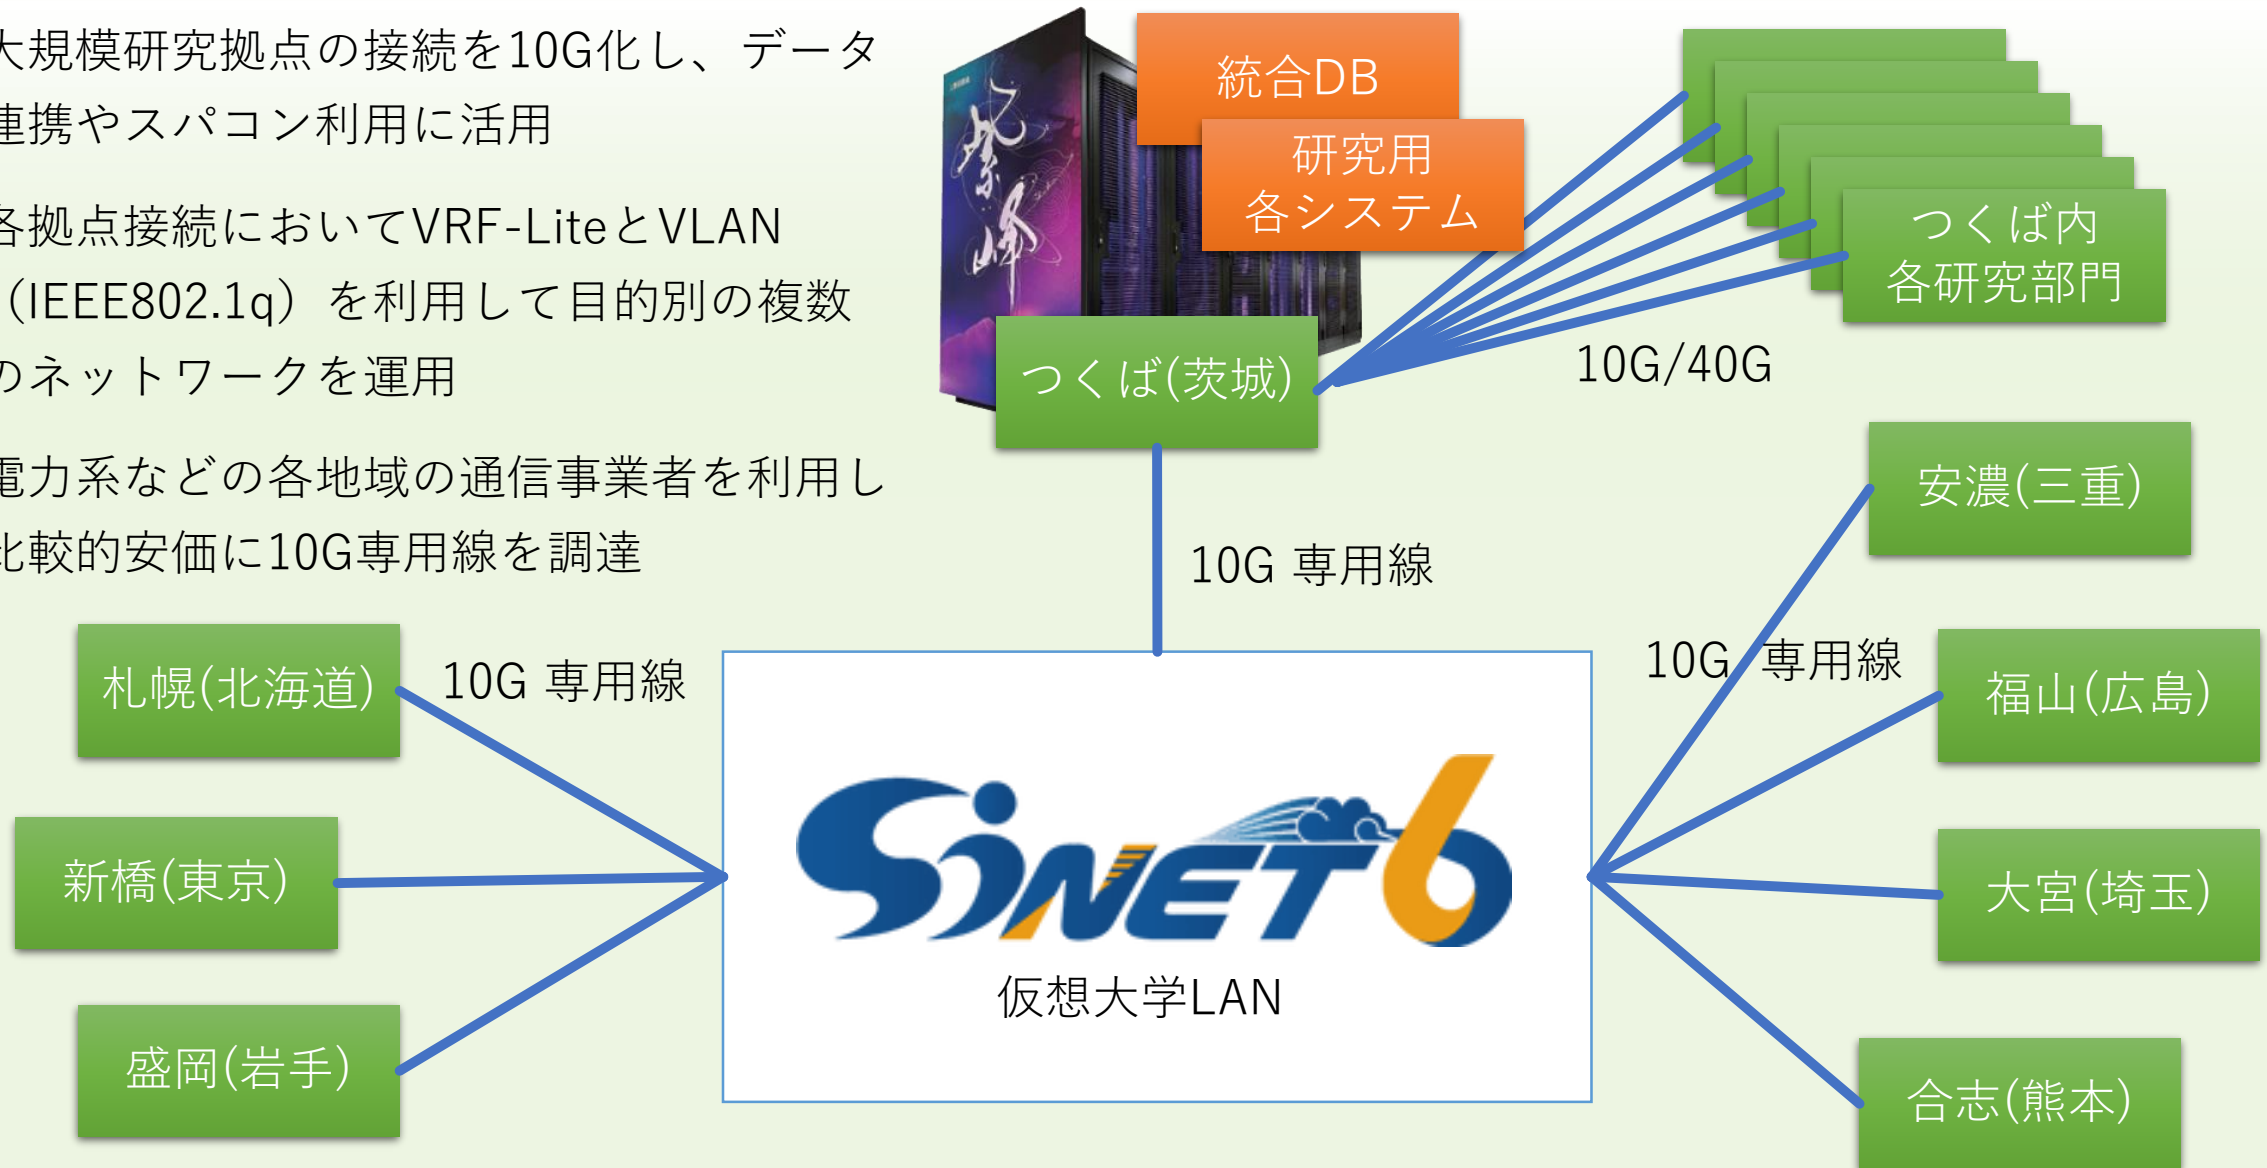 大規模研究拠点の接続を10G化し、データ
連携やスパコン利用に活用
各拠点接続においてVRF-LiteとVLAN
（IEEE802.1q）を利用して目的別の複数
のネットワークを運用
電力系などの各地域の通信事業者を利用し
比較的安価に10G専用線を調達
紫峰
統合DB
研究用
各システム
つくば内
各研究部門
つくば(茨城)
10G/40G
安濃(三重)
10G 専用線
10G 専用線
札幌(北海道)
10G 専用線
福山(広島)
新橋(東京)
SINET6
大宮(埼玉)
仮想大学LAN
盛岡(岩手)
合志(熊本)